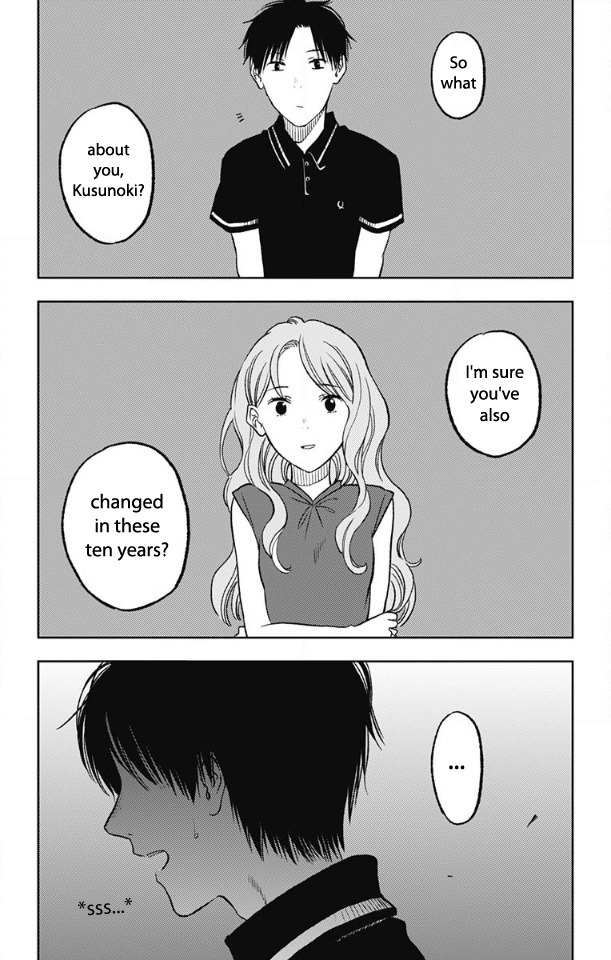 So
what
about
you,
Kusunoki?
I'm sure
you've
also
changed
in these
ten years?
...
*sss...*